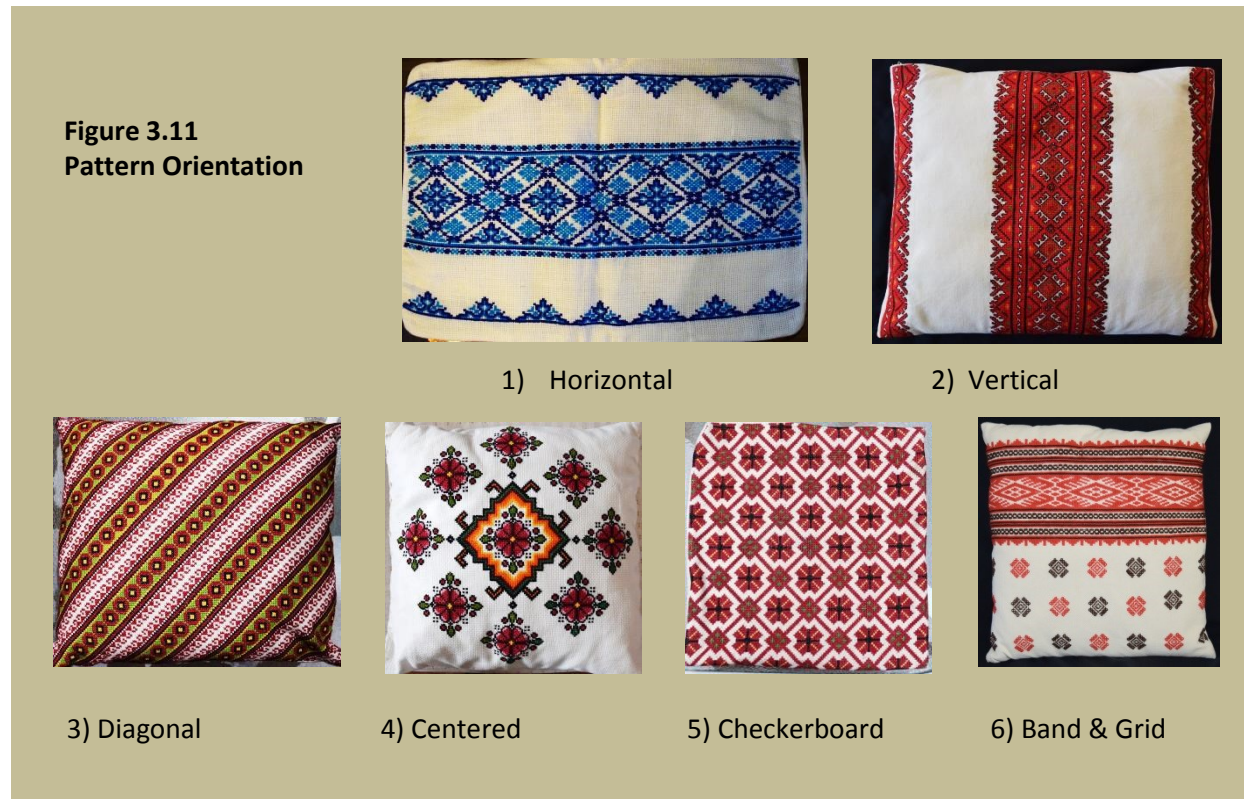 Figure 3.11
Pattern Orientation
1) Horizontal
2) Vertical
3) Diagonal
4) Centered
5) Checkerboard
6) Band & Grid